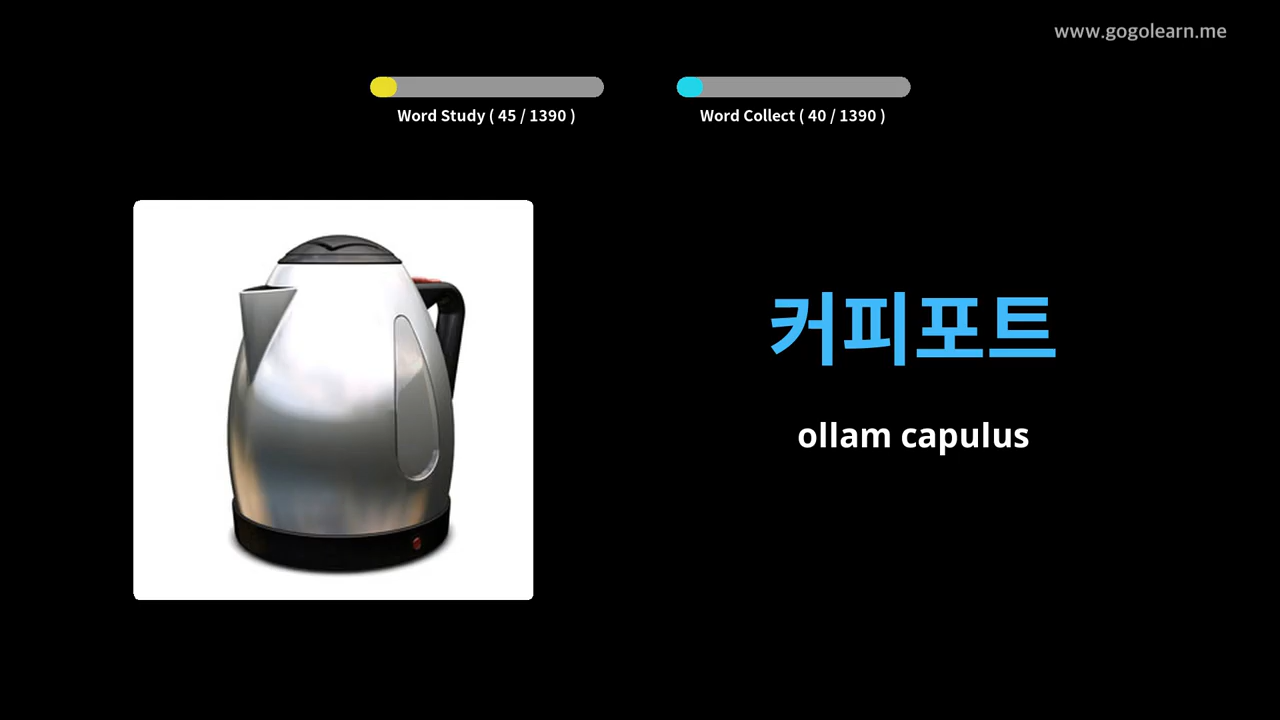 www.gogolearn.me
Word Study ( 45 / 1390 )
Word Collect ( 40 / 1390 )
커피포트
ollam capulus